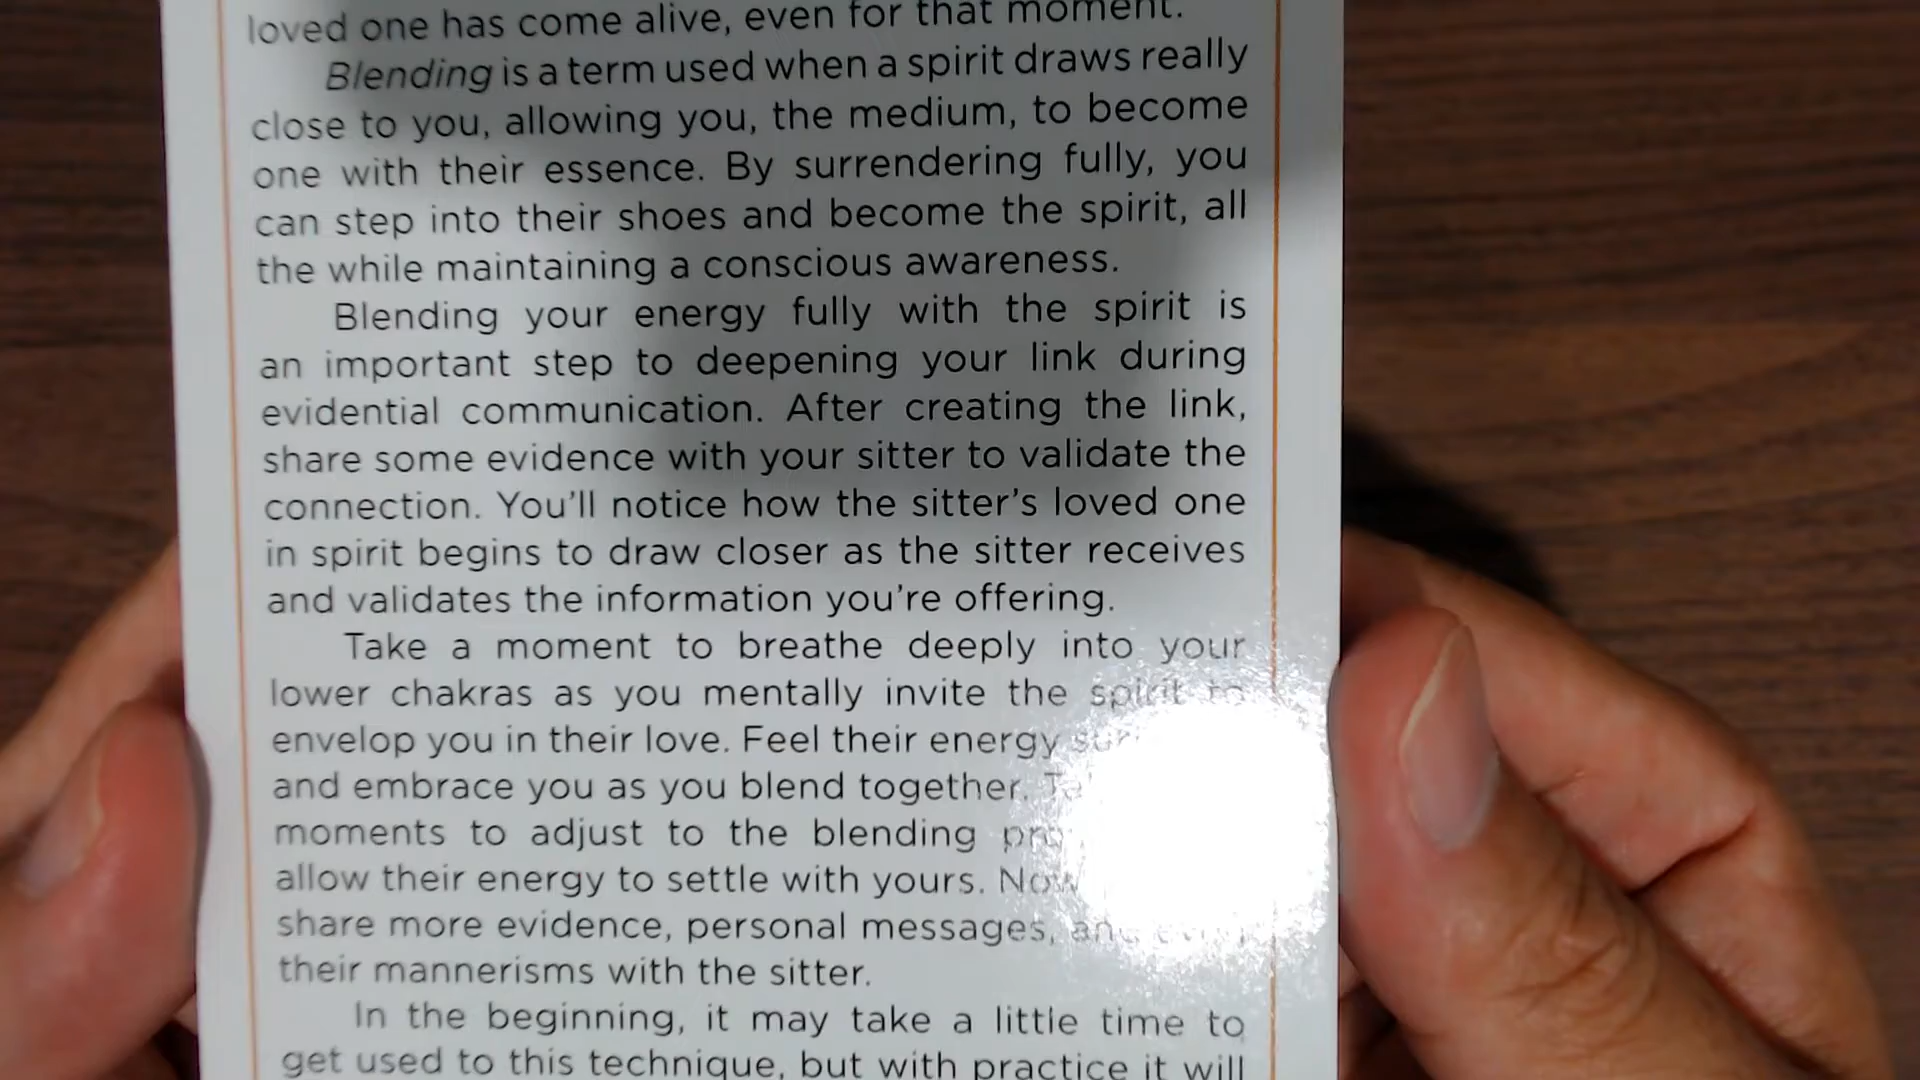 loved one has come alive, even for that moment.
Blending is a term used when a spirit draws really
close to you, allowing you, the medium, to become
one with their essence. By surrendering fully, you
can step into their shoes and become the spirit, all
the while maintaining a conscious awareness.
Blending your energy fully with the spirit is
an important step to deepening your link during
evidential communication. After creating the link,
share some evidence with your sitter to validate the
connection. You'll notice how the sitter's loved one
in spirit begins to draw closer as the sitter receives
and validates the information you're offering.
Take a moment to breathe deeply into your
lower chakras as you mentally invite the spirit to
envelop you in their love. Feel their energy
and embrace you as you blend together.
moments to adjust to the blending
allow their energy to settle with yours. Now
share more evidence, personal messages, and
their mannerisms with the sitter.
In the beginning, it may take a little time to
get used to this technique, but with practice it will